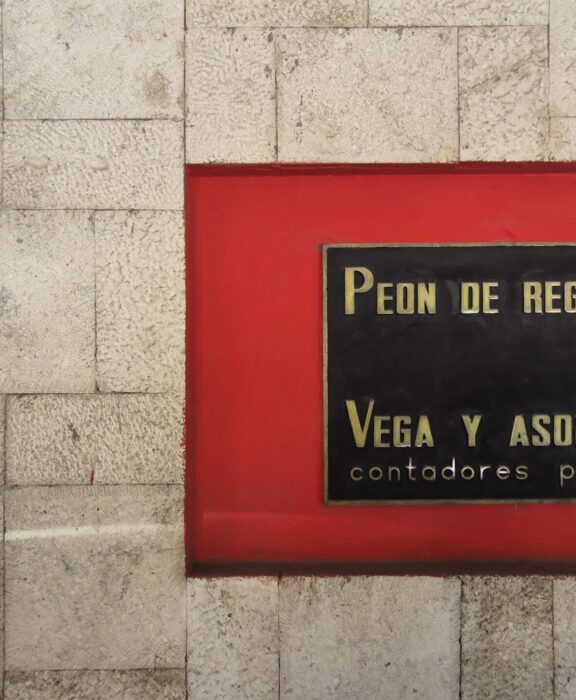 PEON DE REG
VEGA Y ASO
contadores p